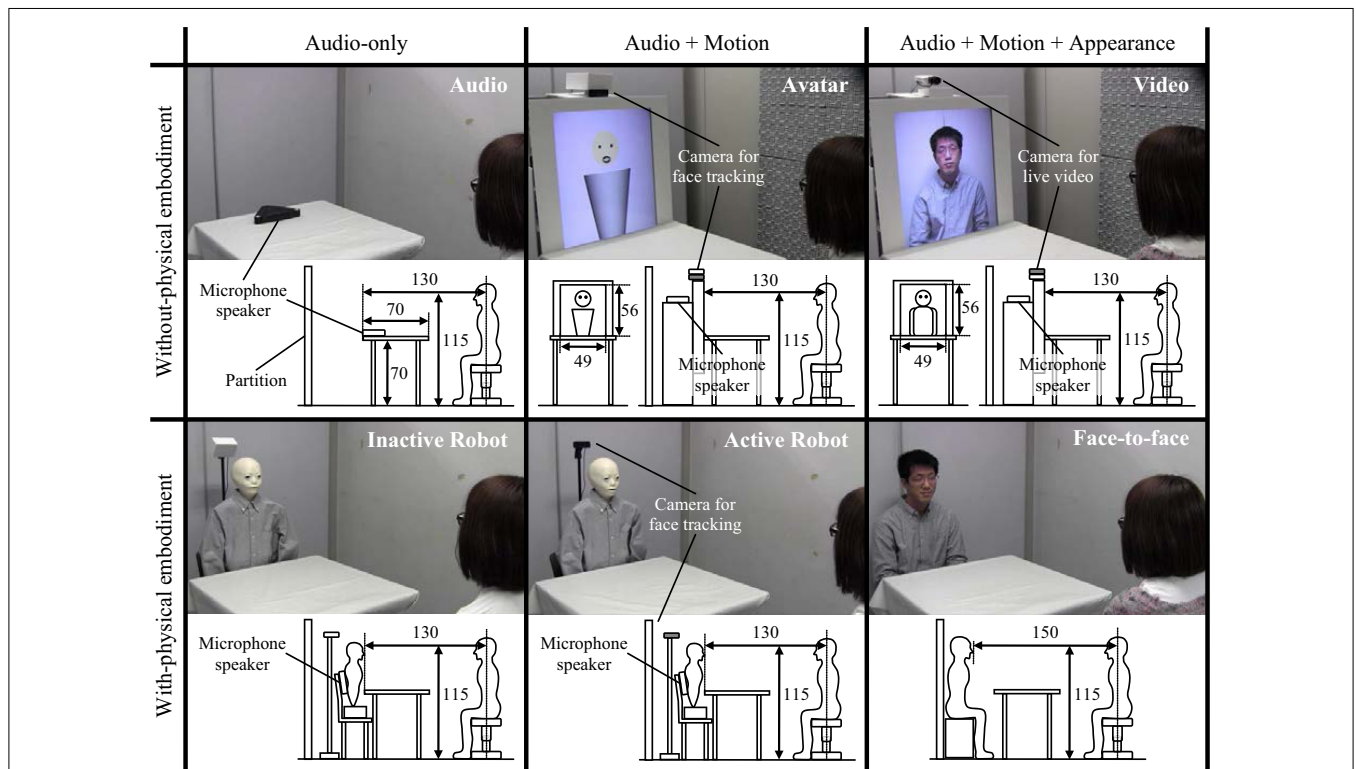 Audio-only
Audio + Motion
Audio + Motion + Appearance
Without-physical embodiment
Audio
Microphone
speaker
Partition
130
70
115
70
Avatar
Camera for
face tracking
56
49
130
115
Microphone
speaker
Video
Camera for
live video
56
49
130
115
Microphone
speaker
With-physical embodiment
Inactive Robot
Microphone
speaker
130
115
Active Robot
Camera for
face tracking
Microphone
speaker
130
115
Face-to-face
150
115